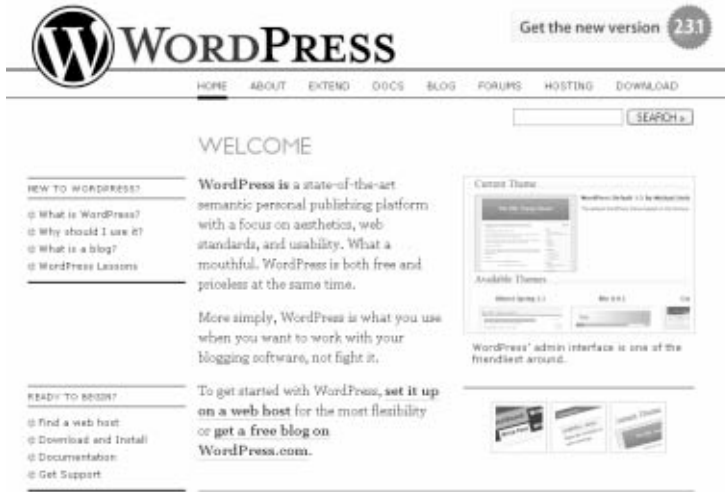 WORDPRESS
Get the new version 2.3.1
HOME ABOUT EXTEND DOCS BLOG FORUMS HOSTING DOWNLOAD
SEARCH »
WELCOME
NEW TO WORDPRESS?
What is WordPress?
Why should I use it?
What is a blog?
WordPress Lessons
READY TO BEGIN?
Find a web host
Download and Install
Documentation
Get Support
WordPress is a state-of-the-art
semantic personal publishing platform
with a focus on aesthetics, web
standards, and usability. What a
mouthful. WordPress is both free and
priceless at the same time.
More simply, WordPress is what you use
when you want to work with your
blogging software, not fight it.
To get started with WordPress, set it up
on a web host for the most flexibility
or get a free blog on
WordPress.com.
Current Theme
Available Themes
WordPress' admin interface is one of the
friendliest around.